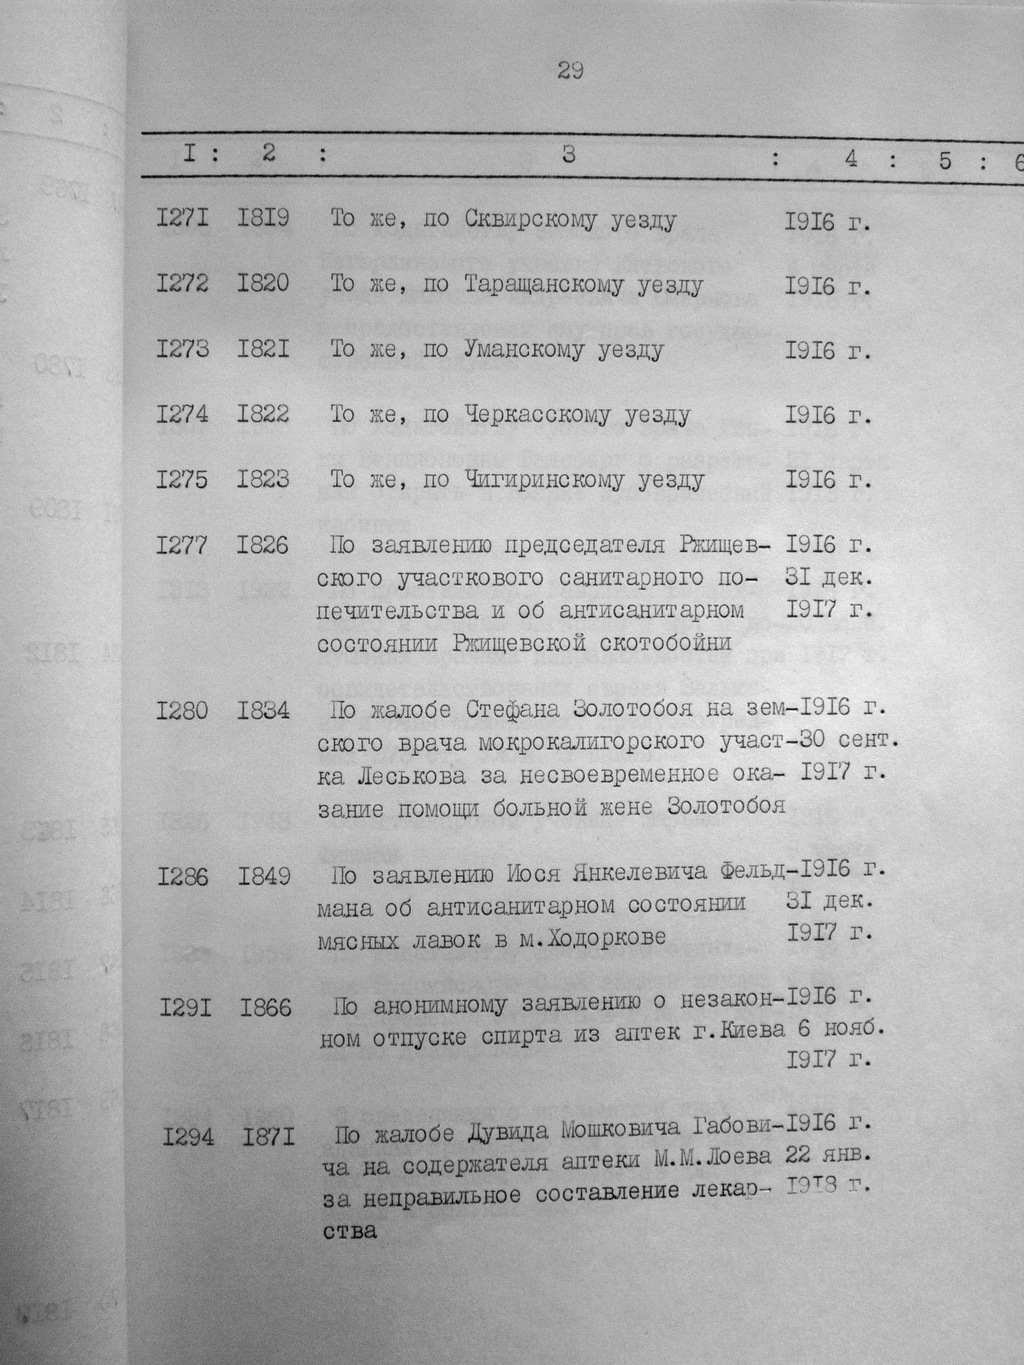 29
I : 2 : 3 : 4 : 5 : 6
I27I I8I9 То же, по Сквирскому уезду I9I6 г.
I272 I820 То же, по Таращанскому уезду I9I6 г.
I273 I82I То же, по Уманскому уезду I9I6 г.
I274 I822 То же, по Черкасскому уезду I9I6 г.
I275 I823 То же, по Чигиринскому уезду I9I6 г.
I277 I826 По заявлению председателя Ржищев- I9I6 г.
ского участкового санитарного по- 3I дек.
печительства и об антисанитарном I9I7 г.
состоянии Ржищевской скотобойни
I280 I834 По жалобе Стефана Золотобоя на зем-I9I6 г.
ского врача мокрокалигорского участ-30 сент.
ка Леськова за несвоевременное ока- I9I7 г.
зание помощи больной жене Золотобоя
I286 I849 По заявлению Иося Янкелевича Фельд-I9I6 г.
мана об антисанитарном состоянии 3I дек.
мясных лавок в м.Ходоркове I9I7 г.
I29I I866 По анонимному заявлению о незакон-I9I6 г.
ном отпуске спирта из аптек г.Киева 6 нояб.
I9I7 г.
I294 I87I По жалобе Дувида Мошковича Габови-I9I6 г.
ча на содержателя аптеки М.М.Лоева 22 янв.
за неправильное составление лекар- I9I8 г.
ства